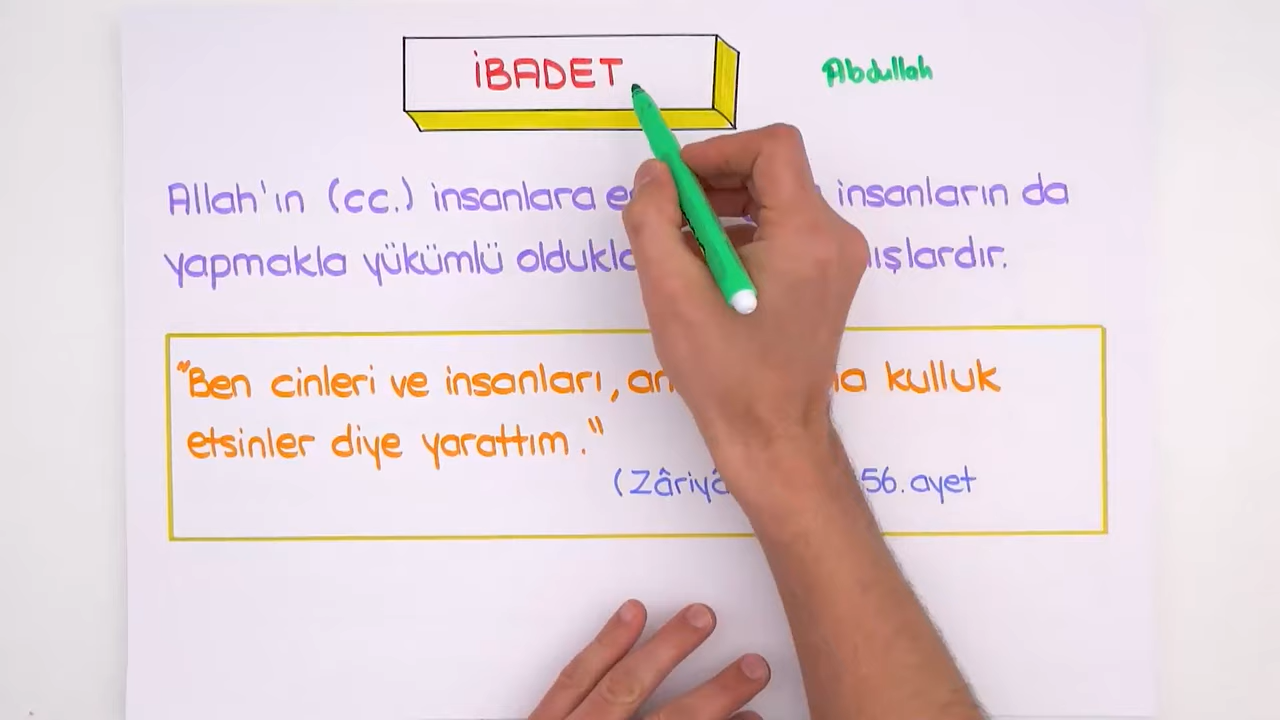 İBADET
Abdullah
Allah'ın (cc.) insanlara insanların da
yapmakla yükümlü
"Ben cinleri ve insanları, kulluk
etsinler diye yarattım."
56. ayet